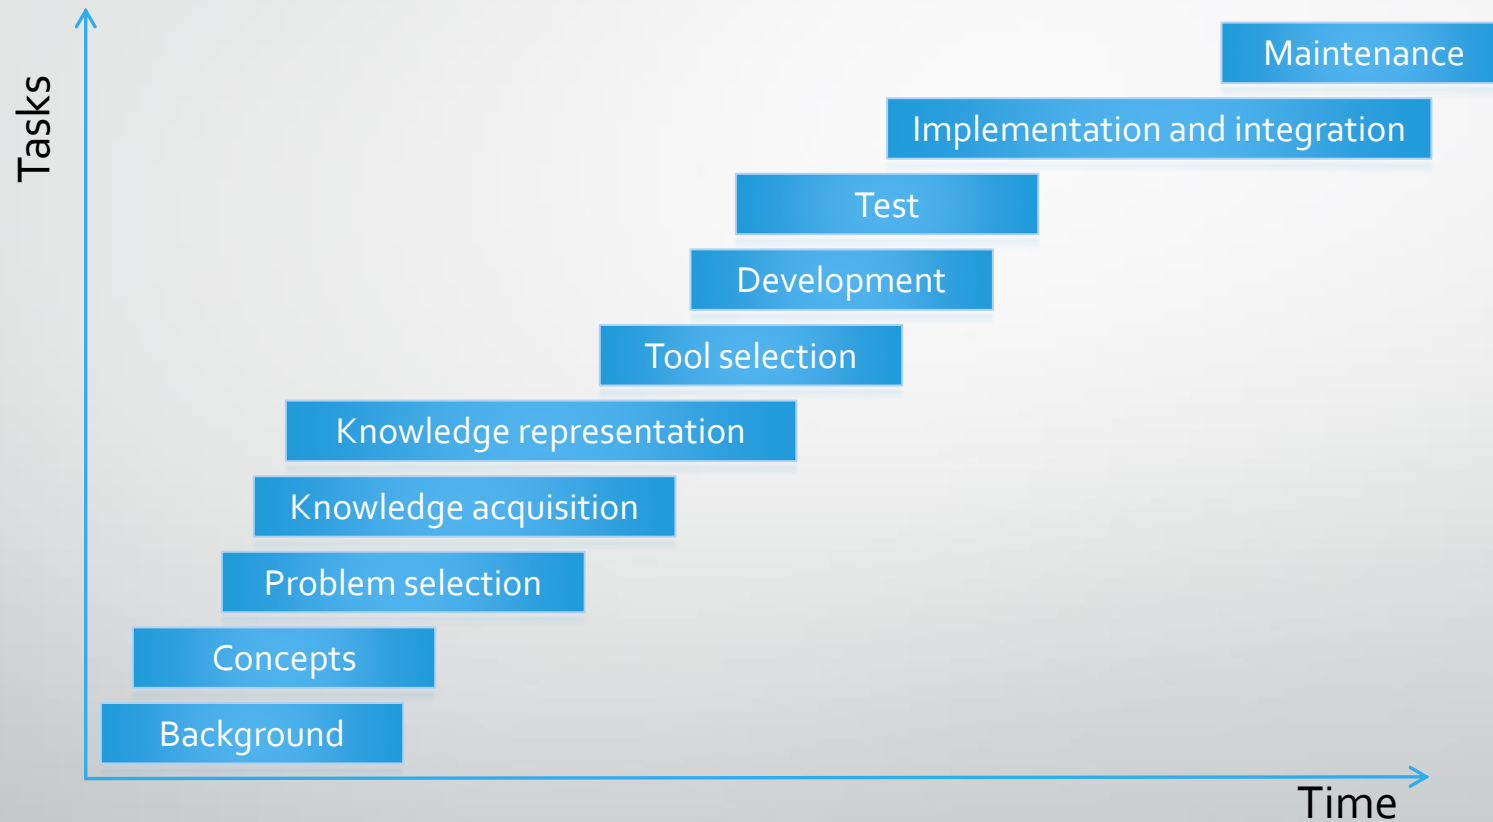 Tasks
Maintenance
Implementation and integration
Test
Development
Tool selection
Knowledge representation
Knowledge acquisition
Problem selection
Concepts
Background
Time